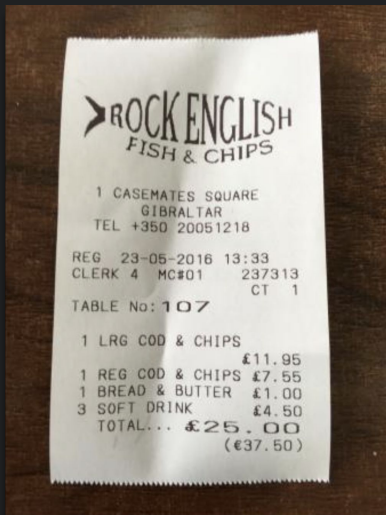 ROCK ENGLISH
FISH & CHIPS
1 CASEMATES SQUARE
GIBRALTAR
TEL +350 20051218
REG 23-05-2016 13:33
CLERK 4 MC#01 237313
CT 1
TABLE No:107
1 LRG COD & CHIPS
£11.95
1 REG COD & CHIPS £7.55
1 BREAD & BUTTER £1.00
3 SOFT DRINK £4.50
TOTAL... £25.00
(€37.50)